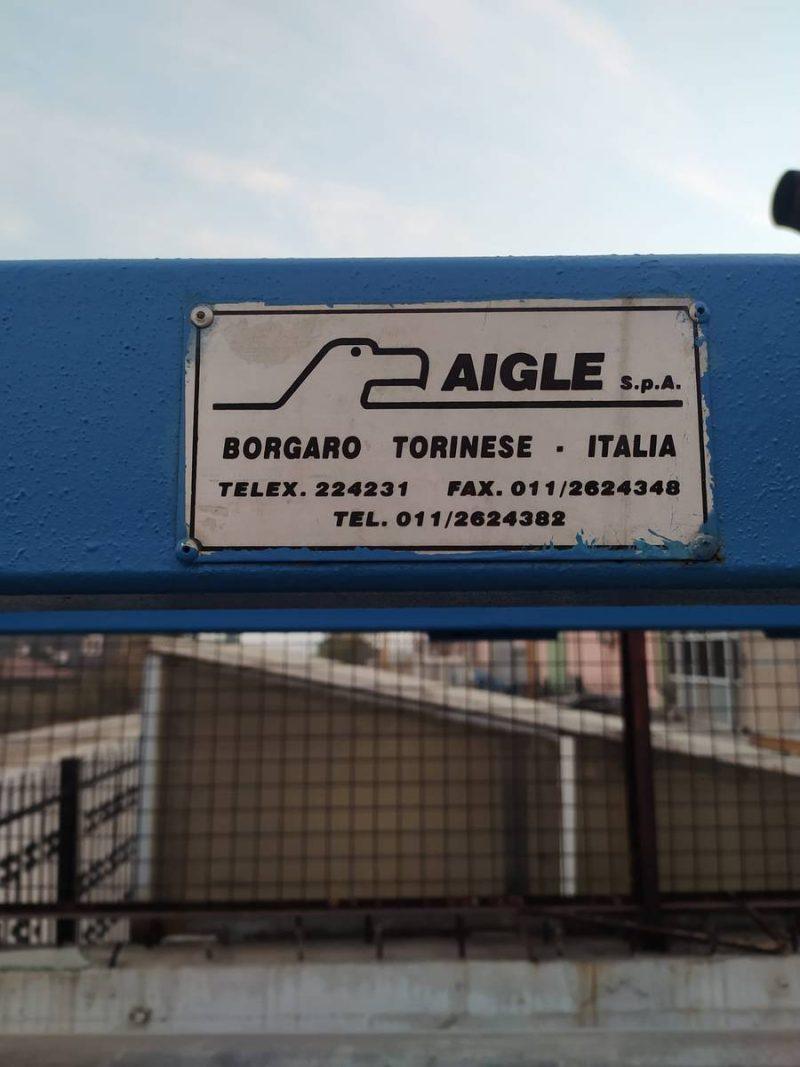 AIGLE S.p.A.
BORGARO TORINESE - ITALIA
TELEX. 224231 FAX. 011/2624348
TEL. 011/2624382